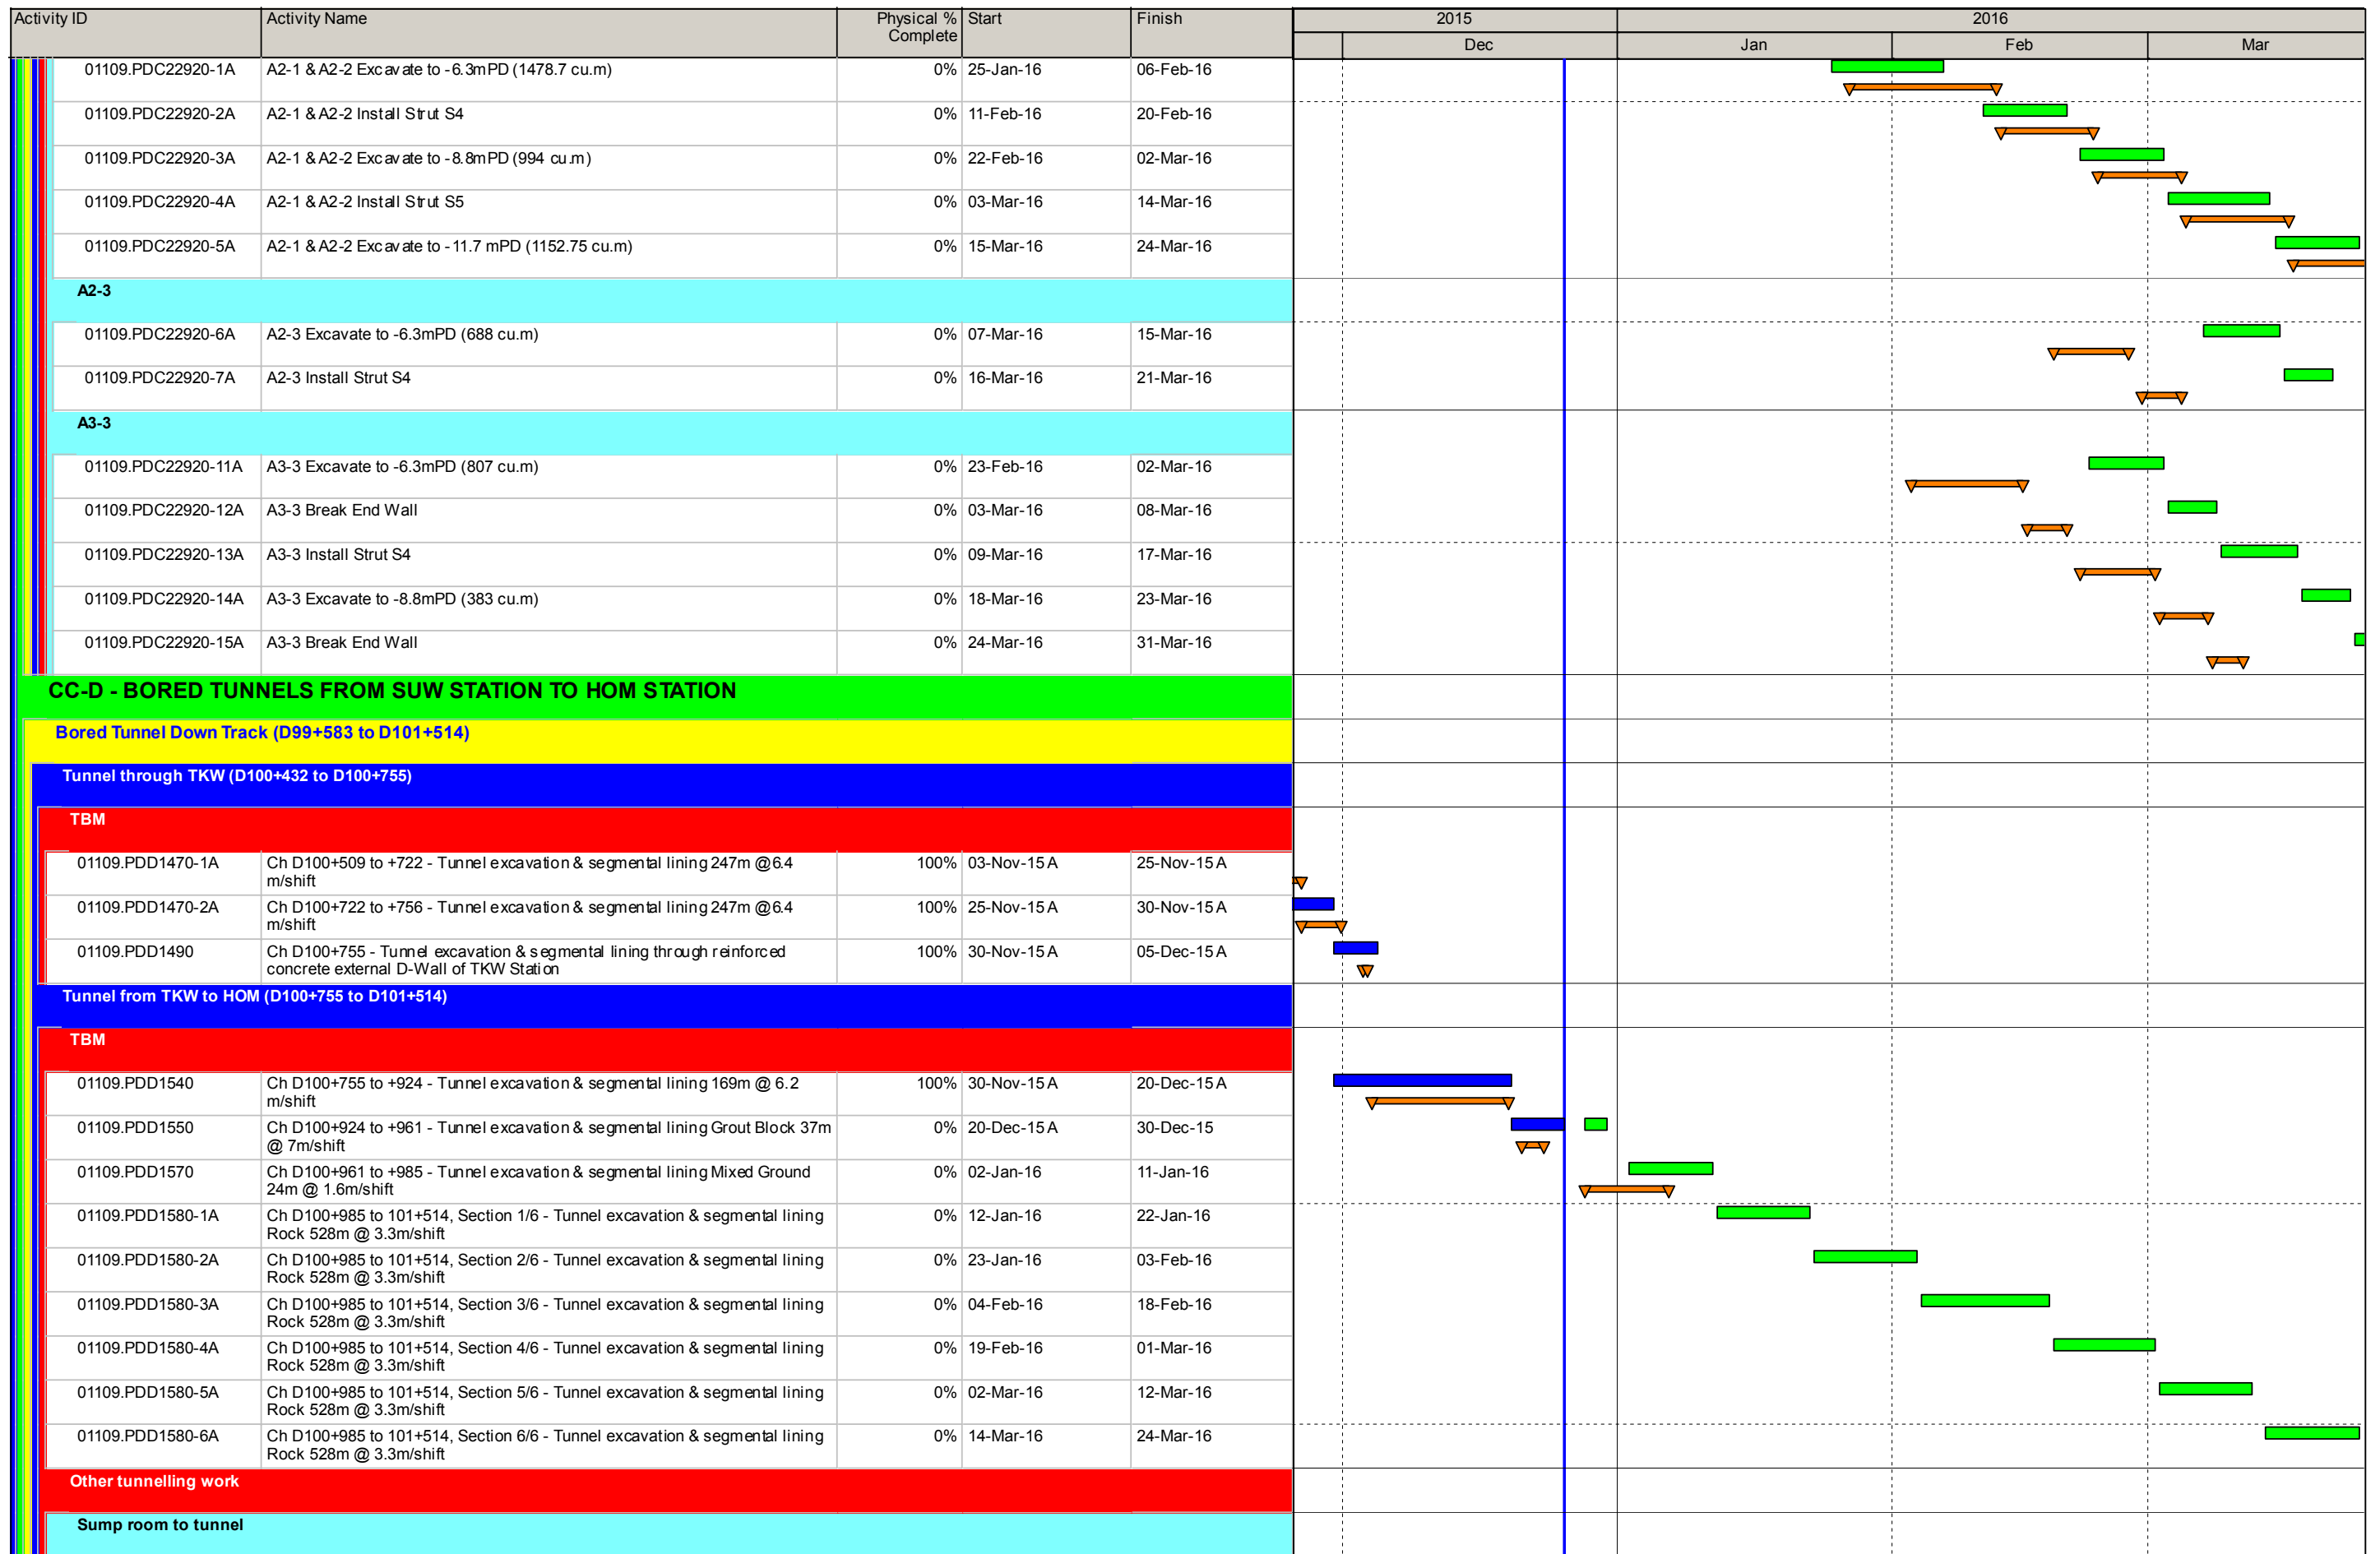 Activity ID Activity Name Physical % Start Finish 2015 2016
Complete Dec Jan Feb Mar
01109.PDC22920-1A A2-1 & A2-2 Excavate to -6.3mPD (1478.7 cu.m) 0% 25-Jan-16 06-Feb-16
01109.PDC22920-2A A2-1 & A2-2 Install Strut S4 0% 11-Feb-16 20-Feb-16
01109.PDC22920-3A A2-1 & A2-2 Excavate to -8.8mPD (994 cu.m) 0% 22-Feb-16 02-Mar-16
01109.PDC22920-4A A2-1 & A2-2 Install Strut S5 0% 03-Mar-16 14-Mar-16
01109.PDC22920-5A A2-1 & A2-2 Excavate to -11.7 mPD (1152.75 cu.m) 0% 15-Mar-16 24-Mar-16
A2-3
01109.PDC22920-6A A2-3 Excavate to -6.3mPD (688 cu.m) 0% 07-Mar-16 15-Mar-16
01109.PDC22920-7A A2-3 Install Strut S4 0% 16-Mar-16 21-Mar-16
A3-3
01109.PDC22920-11A A3-3 Excavate to -6.3mPD (807 cu.m) 0% 23-Feb-16 02-Mar-16
01109.PDC22920-12A A3-3 Break End Wall 0% 03-Mar-16 08-Mar-16
01109.PDC22920-13A A3-3 Install Strut S4 0% 09-Mar-16 17-Mar-16
01109.PDC22920-14A A3-3 Excavate to -8.8mPD (383 cu.m) 0% 18-Mar-16 23-Mar-16
01109.PDC22920-15A A3-3 Break End Wall 0% 24-Mar-16 31-Mar-16
CC-D - BORED TUNNELS FROM SUW STATION TO HOM STATION
Bored Tunnel Down Track (D99+583 to D101+514)
Tunnel through TKW (D100+432 to D100+755)
TBM
01109.PDD1470-1A Ch D100+509 to +722 - Tunnel excavation & segmental lining 247m @6.4 100% 03-Nov-15 A 25-Nov-15 A
m/shift
01109.PDD1470-2A Ch D100+722 to +756 - Tunnel excavation & segmental lining 247m @6.4 100% 25-Nov-15 A 30-Nov-15 A
m/shift
01109.PDD1490 Ch D100+755 - Tunnel excavation & segmental lining through reinforced 100% 30-Nov-15 A 05-Dec-15 A
concrete external D-Wall of TKW Station
Tunnel from TKW to HOM (D100+755 to D101+514)
TBM
01109.PDD1540 Ch D100+755 to +924 - Tunnel excavation & segmental lining 169m @ 6.2 100% 30-Nov-15 A 20-Dec-15 A
m/shift
01109.PDD1550 Ch D100+924 to +961 - Tunnel excavation & segmental lining Grout Block 37m 0% 20-Dec-15 A 30-Dec-15
@ 7m/shift
01109.PDD1570 Ch D100+961 to +985 - Tunnel excavation & segmental lining Mixed Ground 0% 02-Jan-16 11-Jan-16
24m @ 1.6m/shift
01109.PDD1580-1A Ch D100+985 to 101+514, Section 1/6 - Tunnel excavation & segmental lining 0% 12-Jan-16 22-Jan-16
Rock 528m @ 3.3m/shift
01109.PDD1580-2A Ch D100+985 to 101+514, Section 2/6 - Tunnel excavation & segmental lining 0% 23-Jan-16 03-Feb-16
Rock 528m @ 3.3m/shift
01109.PDD1580-3A Ch D100+985 to 101+514, Section 3/6 - Tunnel excavation & segmental lining 0% 04-Feb-16 18-Feb-16
Rock 528m @ 3.3m/shift
01109.PDD1580-4A Ch D100+985 to 101+514, Section 4/6 - Tunnel excavation & segmental lining 0% 19-Feb-16 01-Mar-16
Rock 528m @ 3.3m/shift
01109.PDD1580-5A Ch D100+985 to 101+514, Section 5/6 - Tunnel excavation & segmental lining 0% 02-Mar-16 12-Mar-16
Rock 528m @ 3.3m/shift
01109.PDD1580-6A Ch D100+985 to 101+514, Section 6/6 - Tunnel excavation & segmental lining 0% 14-Mar-16 24-Mar-16
Rock 528m @ 3.3m/shift
Other tunnelling work
Sump room to tunnel